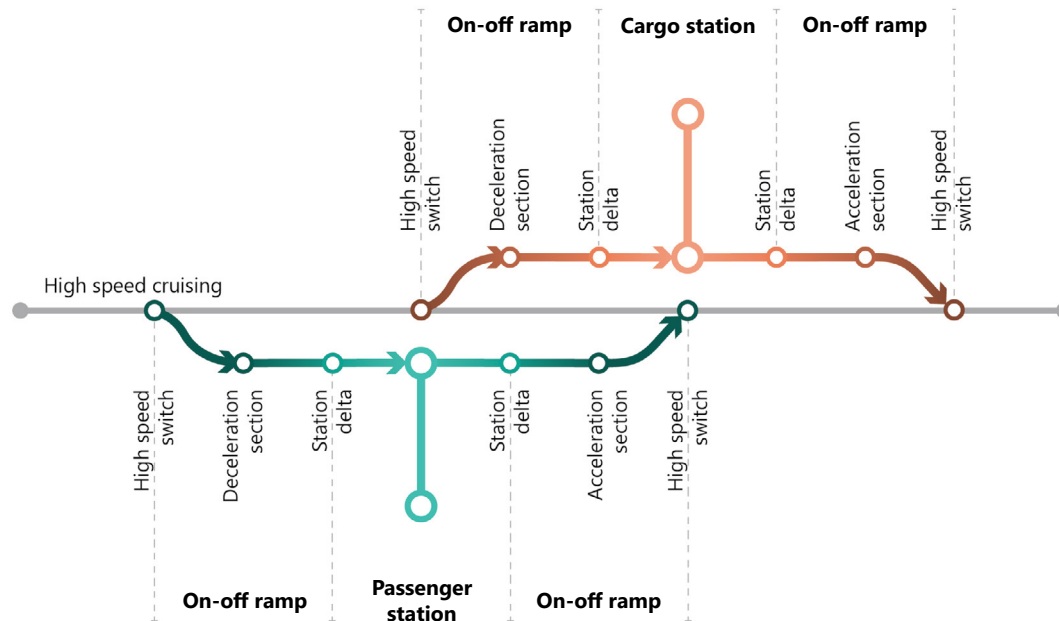 On-off ramp
Cargo station
On-off ramp
High speed
switch
Deceleration
section
Station
delta
Station
delta
Acceleration
section
High speed
switch
High speed cruising
High speed
switch
Deceleration
section
Station
delta
Station
delta
Acceleration
section
High speed
switch
On-off ramp
Passenger
station
On-off ramp